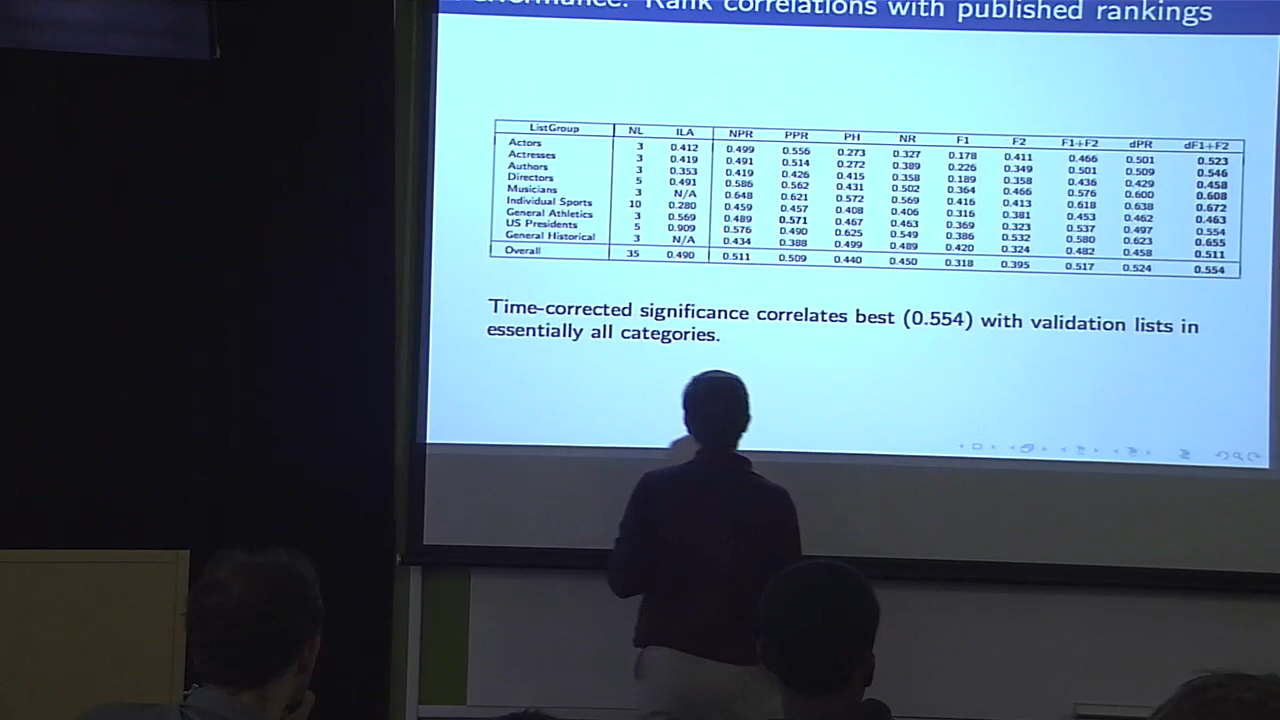 Rank correlations with published rankings
ListGroup NL ILA NPR PPR PH NR F1 F2 F1+F2 dPR dF1+F2
Actors 3 0.412 0.499 0.556 0.273 0.327 0.178 0.411 0.466 0.501 0.523
Actresses 3 0.419 0.491 0.514 0.272 0.389 0.226 0.349 0.501 0.509 0.546
Authors 3 0.353 0.419 0.426 0.415 0.358 0.189 0.358 0.436 0.429 0.458
Directors 5 0.491 0.586 0.562 0.431 0.502 0.364 0.466 0.576 0.600 0.608
Musicians 3 N/A 0.648 0.621 0.572 0.569 0.416 0.413 0.618 0.638 0.672
Individual Sports 10 0.280 0.459 0.457 0.408 0.406 0.316 0.381 0.453 0.462 0.463
General Athletics 3 0.569 0.489 0.571 0.467 0.463 0.369 0.323 0.537 0.497 0.554
US Presidents 5 0.909 0.576 0.490 0.625 0.549 0.386 0.532 0.580 0.623 0.655
General Historical 3 N/A 0.434 0.388 0.499 0.489 0.420 0.324 0.482 0.458 0.511
Overall 35 0.490 0.511 0.509 0.440 0.450 0.318 0.395 0.517 0.524 0.554
Time-corrected significance correlates best (0.554) with validation lists in
essentially all categories.